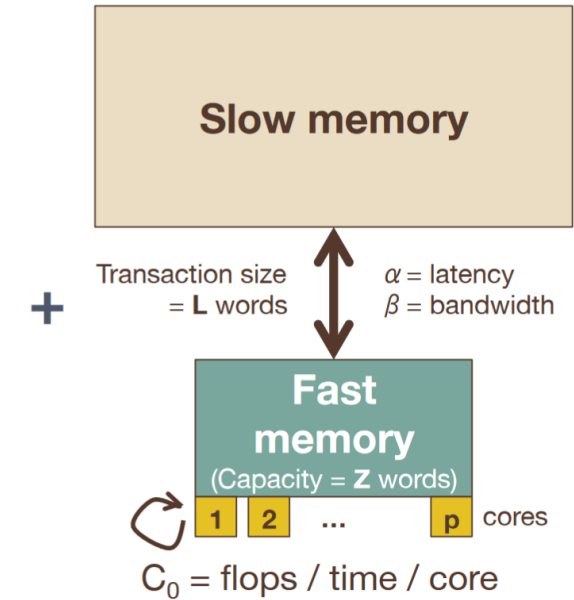 Slow memory
Transaction size
= L words
α = latency
β = bandwidth
+
Fast
memory
(Capacity = Z words)
1 2 ... p cores
C₀ = flops / time / core